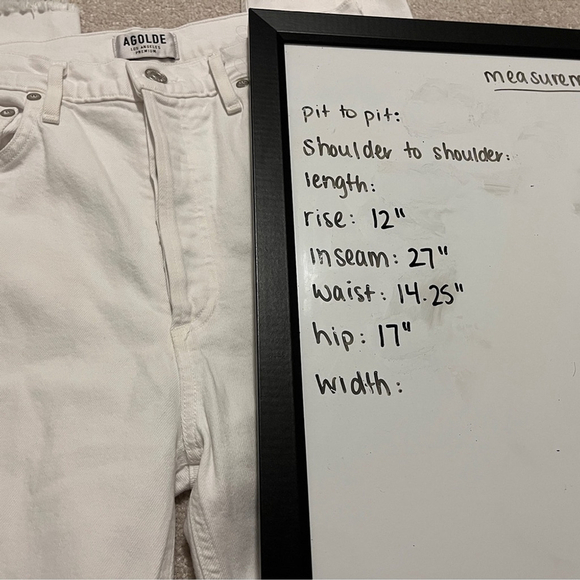 AGOLDE
LOS ANGELES
PREMIUM
measurem
pit to pit:
shoulder to shoulder:
length:
rise: 12"
inseam: 27"
waist: 14.25"
hip: 17"
width: